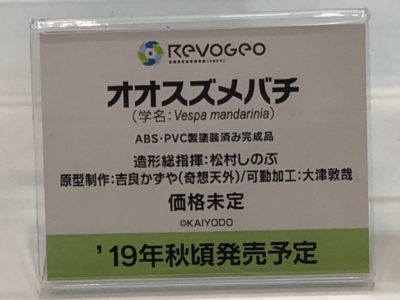 REVOGEO
オオスズメバチ
(学名:Vespa mandarinia)
ABS・PVC製塗装済み完成品
造形総指揮:松村しのぶ
原型制作:吉良かずや(奇想天外)/可動加工:大津敦哉
価格未定
©KAIYODO
'19年秋頃発売予定